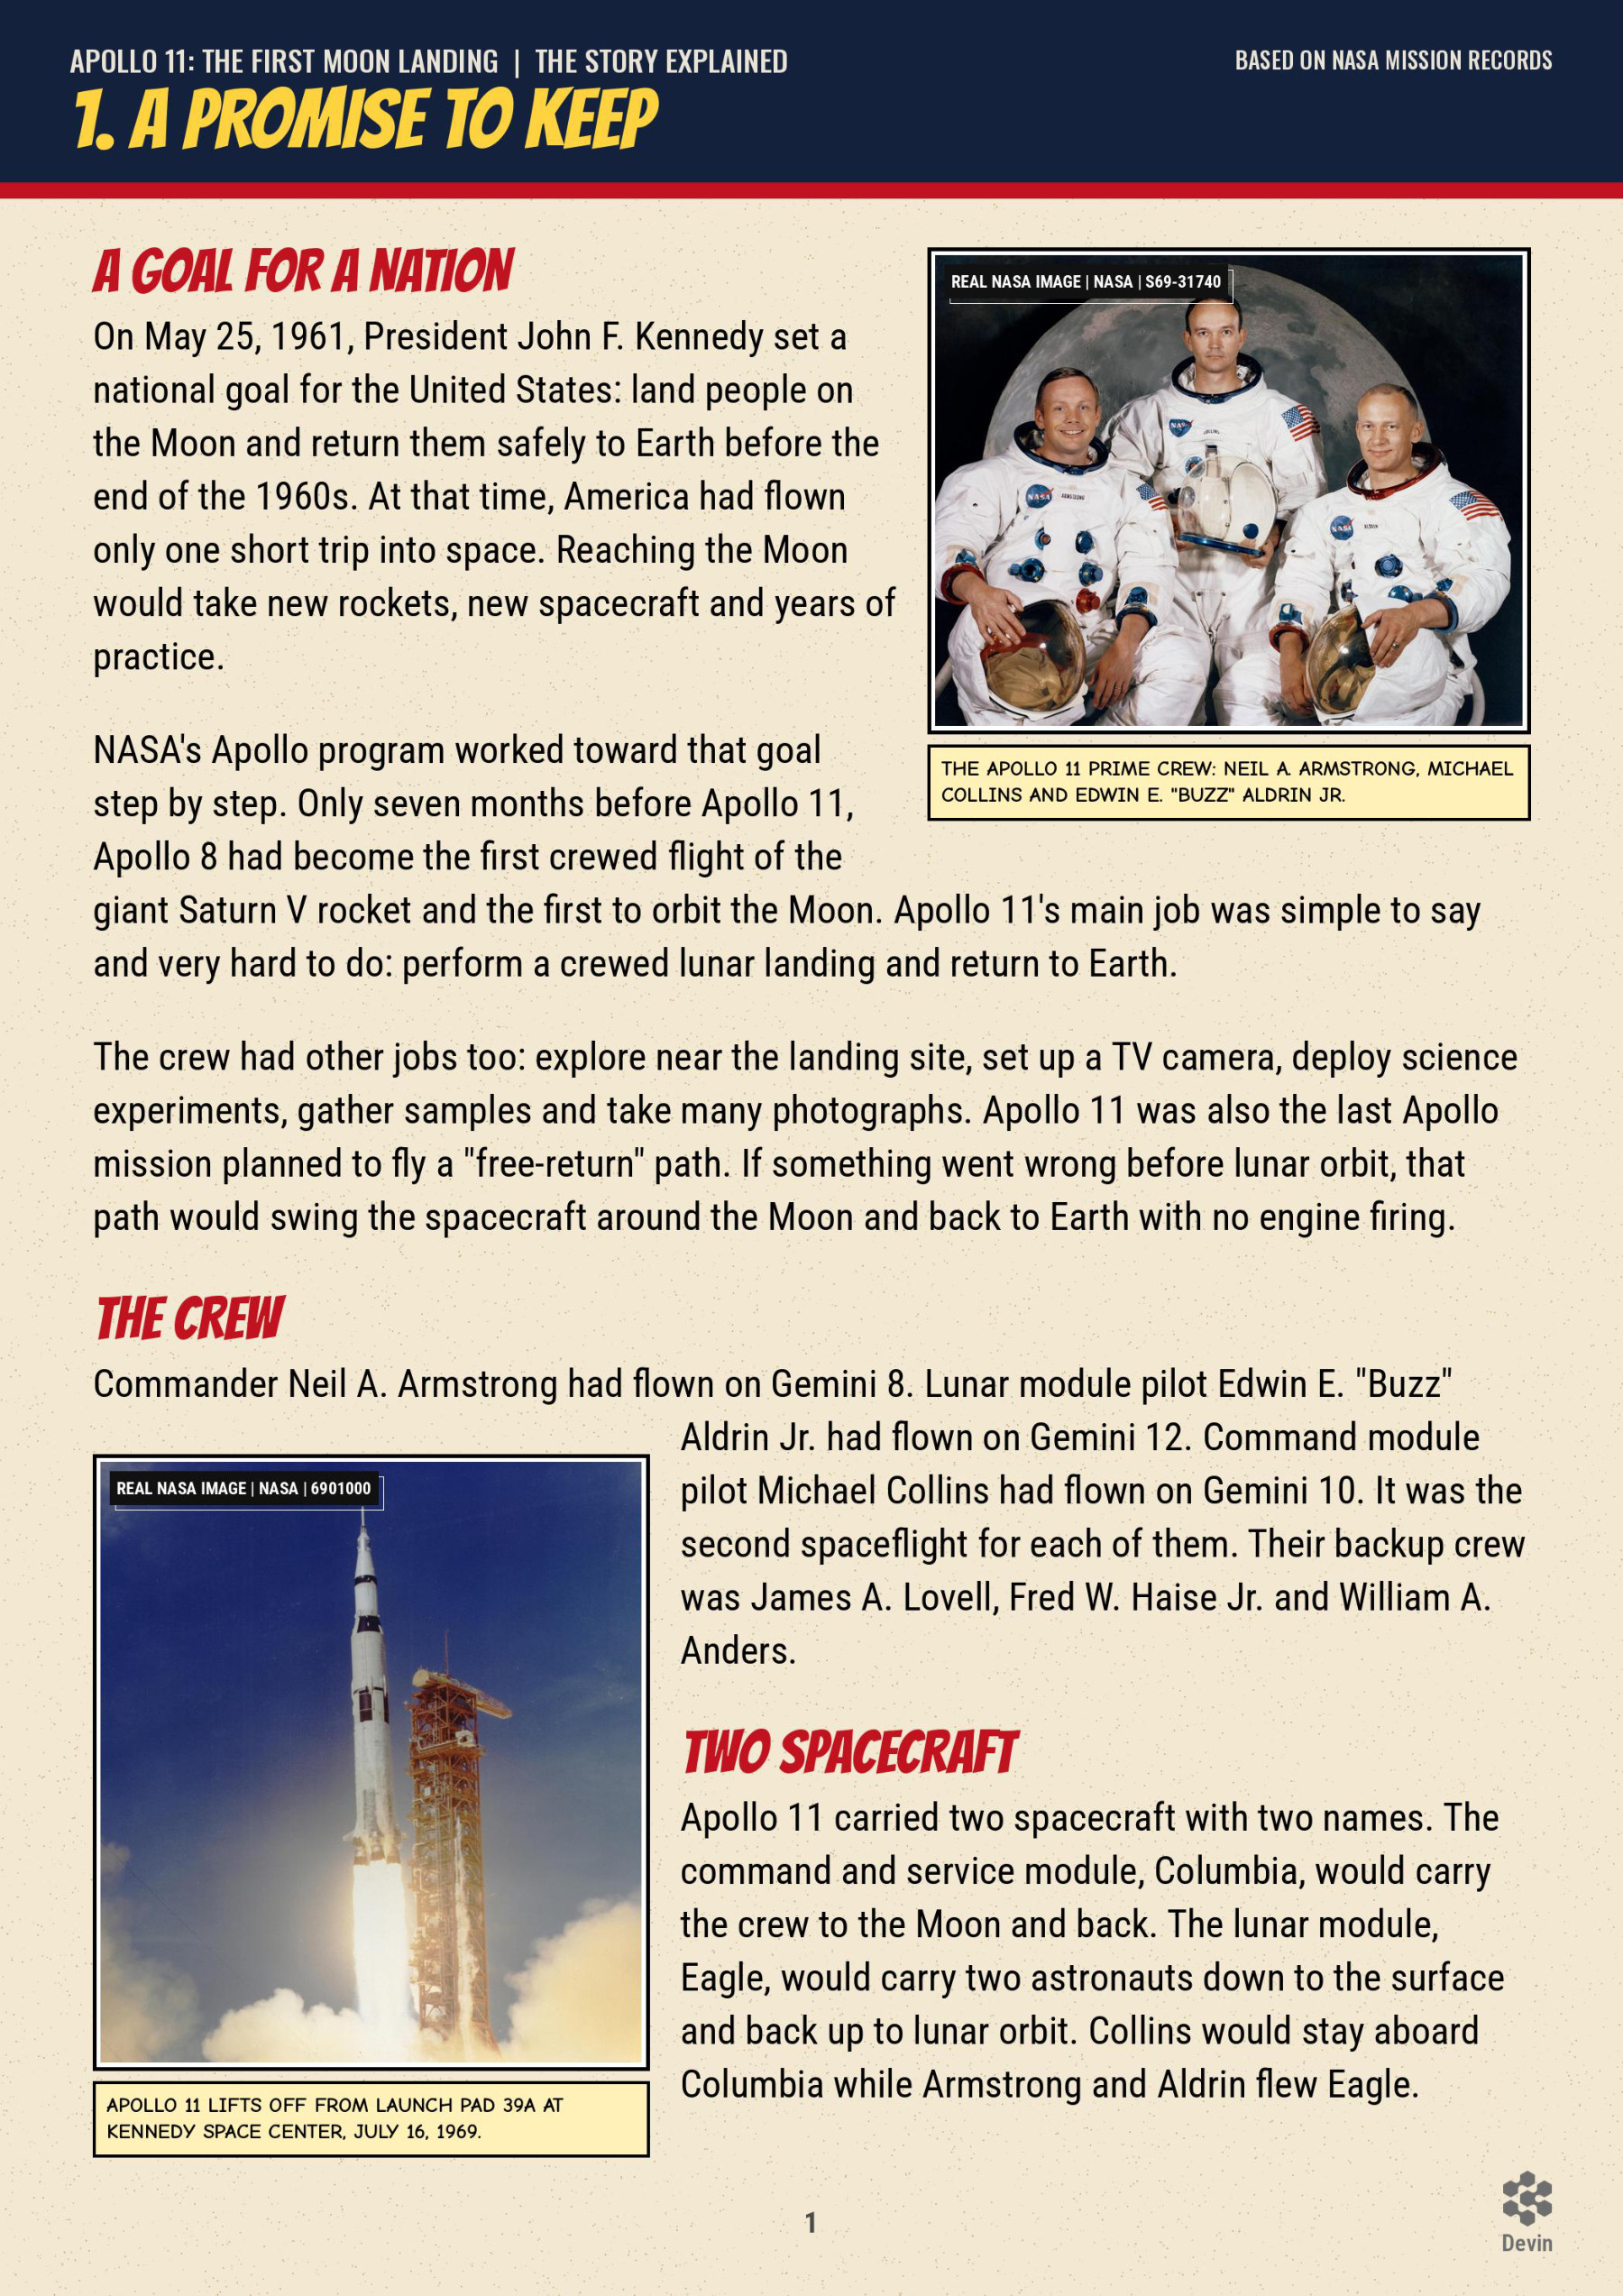 APOLLO 11: THE FIRST MOON LANDING | THE STORY EXPLAINED
BASED ON NASA MISSION RECORDS
1. A PROMISE TO KEEP
A GOAL FOR A NATION
On May 25, 1961, President John F. Kennedy set a
national goal for the United States: land people on
the Moon and return them safely to Earth before the
end of the 1960s. At that time, America had flown
only one short trip into space. Reaching the Moon
would take new rockets, new spacecraft and years of
practice.
REAL NASA IMAGE | NASA | S69-31740
NASA
ARMSTRONG
NASA
COLLINS
NASA
ALDRIN
THE APOLLO 11 PRIME CREW: NEIL A. ARMSTRONG, MICHAEL
COLLINS AND EDWIN E. "BUZZ" ALDRIN JR.
NASA's Apollo program worked toward that goal
step by step. Only seven months before Apollo 11,
Apollo 8 had become the first crewed flight of the
giant Saturn V rocket and the first to orbit the Moon. Apollo 11's main job was simple to say
and very hard to do: perform a crewed lunar landing and return to Earth.
The crew had other jobs too: explore near the landing site, set up a TV camera, deploy science
experiments, gather samples and take many photographs. Apollo 11 was also the last Apollo
mission planned to fly a "free-return" path. If something went wrong before lunar orbit, that
path would swing the spacecraft around the Moon and back to Earth with no engine firing.
THE CREW
Commander Neil A. Armstrong had flown on Gemini 8. Lunar module pilot Edwin E. "Buzz"
Aldrin Jr. had flown on Gemini 12. Command module
pilot Michael Collins had flown on Gemini 10. It was the
second spaceflight for each of them. Their backup crew
was James A. Lovell, Fred W. Haise Jr. and William A.
Anders.
REAL NASA IMAGE | NASA | 6901000
APOLLO 11 LIFTS OFF FROM LAUNCH PAD 39A AT
KENNEDY SPACE CENTER, JULY 16, 1969.
TWO SPACECRAFT
Apollo 11 carried two spacecraft with two names. The
command and service module, Columbia, would carry
the crew to the Moon and back. The lunar module,
Eagle, would carry two astronauts down to the surface
and back up to lunar orbit. Collins would stay aboard
Columbia while Armstrong and Aldrin flew Eagle.
1
Devin